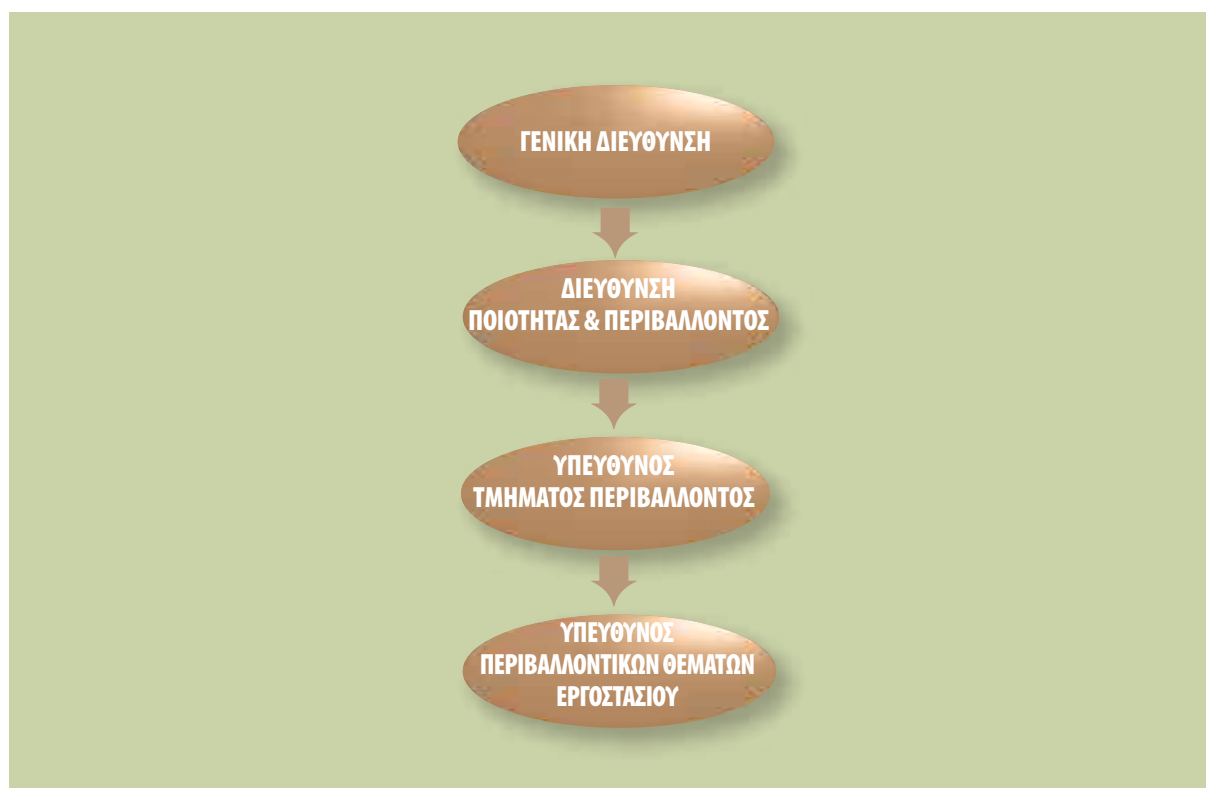 ΓΕΝΙΚΗ ΔΙΕΥΘΥΝΣΗ
ΔΙΕΥΘΥΝΣΗ
ΠΟΙΟΤΗΤΑΣ & ΠΕΡΙΒΑΛΛΟΝΤΟΣ
ΥΠΕΥΘΥΝΟΣ
ΤΜΗΜΑΤΟΣ ΠΕΡΙΒΑΛΛΟΝΤΟΣ
ΥΠΕΥΘΥΝΟΣ
ΠΕΡΙΒΑΛΛΟΝΤΙΚΩΝ ΘΕΜΑΤΩΝ
ΕΡΓΟΣΤΑΣΙΟΥ